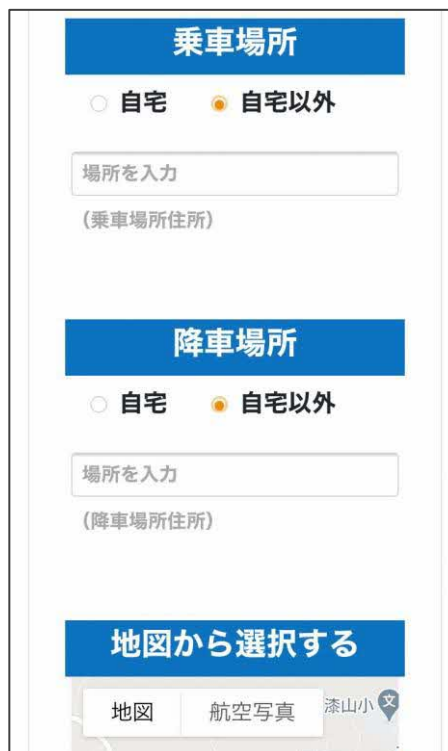 乗車場所
自宅 自宅以外
場所を入力
(乗車場所住所)
降車場所
自宅 自宅以外
場所を入力
(降車場所住所)
地図から選択する
地図 航空写真 漆山小 文